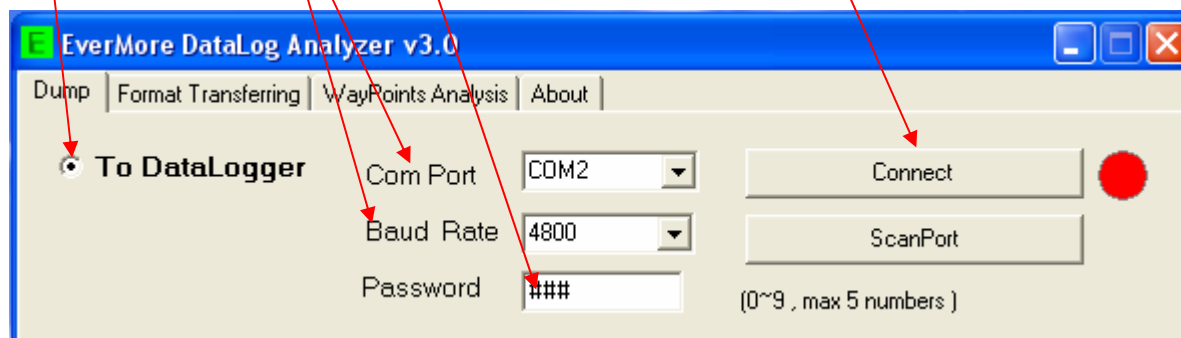 E EverMore DataLog Analyzer v3.0
Dump Format Transferring WayPoints Analysis About
To DataLogger Com Port COM2 Connect
Baud Rate 4800 ScanPort
Password ### (0~9 , max 5 numbers )